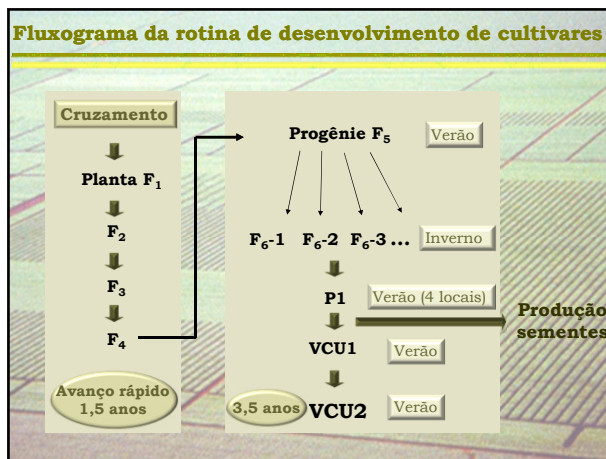 Fluxograma da rotina de desenvolvimento de cultivares
Cruzamento
Planta F₁
F₂
F₃
F₄
Avanço rápido
1,5 anos
Progênie F₅
Verão
F₆-1 F₆-2 F₆-3 ...
Inverno
P1
Verão (4 locais)
Produção
sementes
VCU1
Verão
3,5 anos
VCU2
Verão